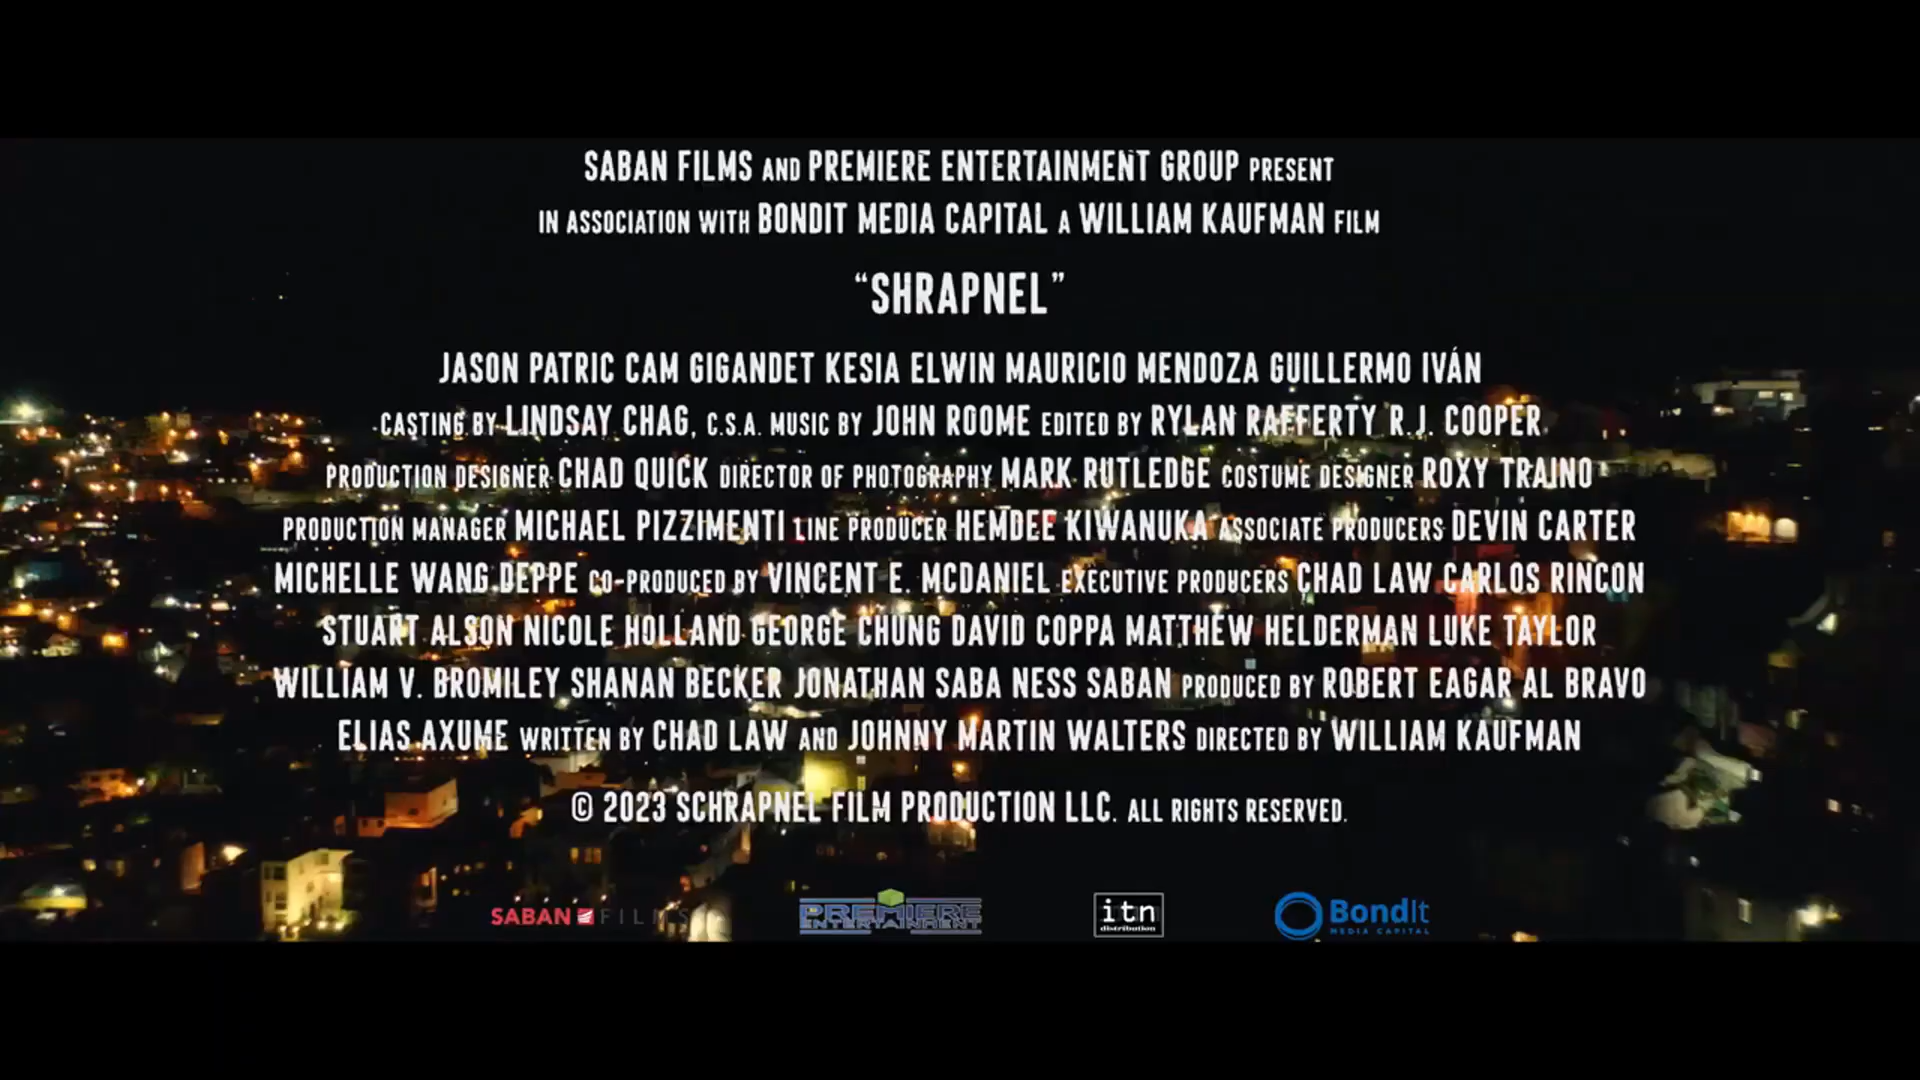 SABAN FILMS AND PREMIERE ENTERTAINMENT GROUP PRESENT
IN ASSOCIATION WITH BONDIT MEDIA CAPITAL A WILLIAM KAUFMAN FILM
“SHRAPNEL”
JASON PATRIC CAM GIGANDET KESIA ELWIN MAURICIO MENDOZA GUILLERMO IVÁN
CASTING BY LINDSAY CHAG, C.S.A. MUSIC BY JOHN ROOME EDITED BY RYLAN RAFFERTY R.J. COOPER
PRODUCTION DESIGNER CHAD QUICK DIRECTOR OF PHOTOGRAPHY MARK RUTLEDGE COSTUME DESIGNER ROXY TRAINO
PRODUCTION MANAGER MICHAEL PIZZIMENTI LINE PRODUCER HEMDEE KIWANUKA ASSOCIATE PRODUCERS DEVIN CARTER
MICHELLE WANG DEPPE CO-PRODUCED BY VINCENT E. MCDANIEL EXECUTIVE PRODUCERS CHAD LAW CARLOS RINCON
STUART ALSON NICOLE HOLLAND GEORGE CHUNG DAVID COPPA MATTHEW HELDERMAN LUKE TAYLOR
WILLIAM V. BROMILEY SHANAN BECKER JONATHAN SABA NESS SABAN PRODUCED BY ROBERT EAGAR AL BRAVO
ELIAS AXUME WRITTEN BY CHAD LAW AND JOHNNY MARTIN WALTERS DIRECTED BY WILLIAM KAUFMAN
© 2023 SCHRAPNEL FILM PRODUCTION LLC. ALL RIGHTS RESERVED.
SABAN FILMS
PREMIERE
ENTERTAINMENT
itn
distribution
BondIt
MEDIA CAPITAL